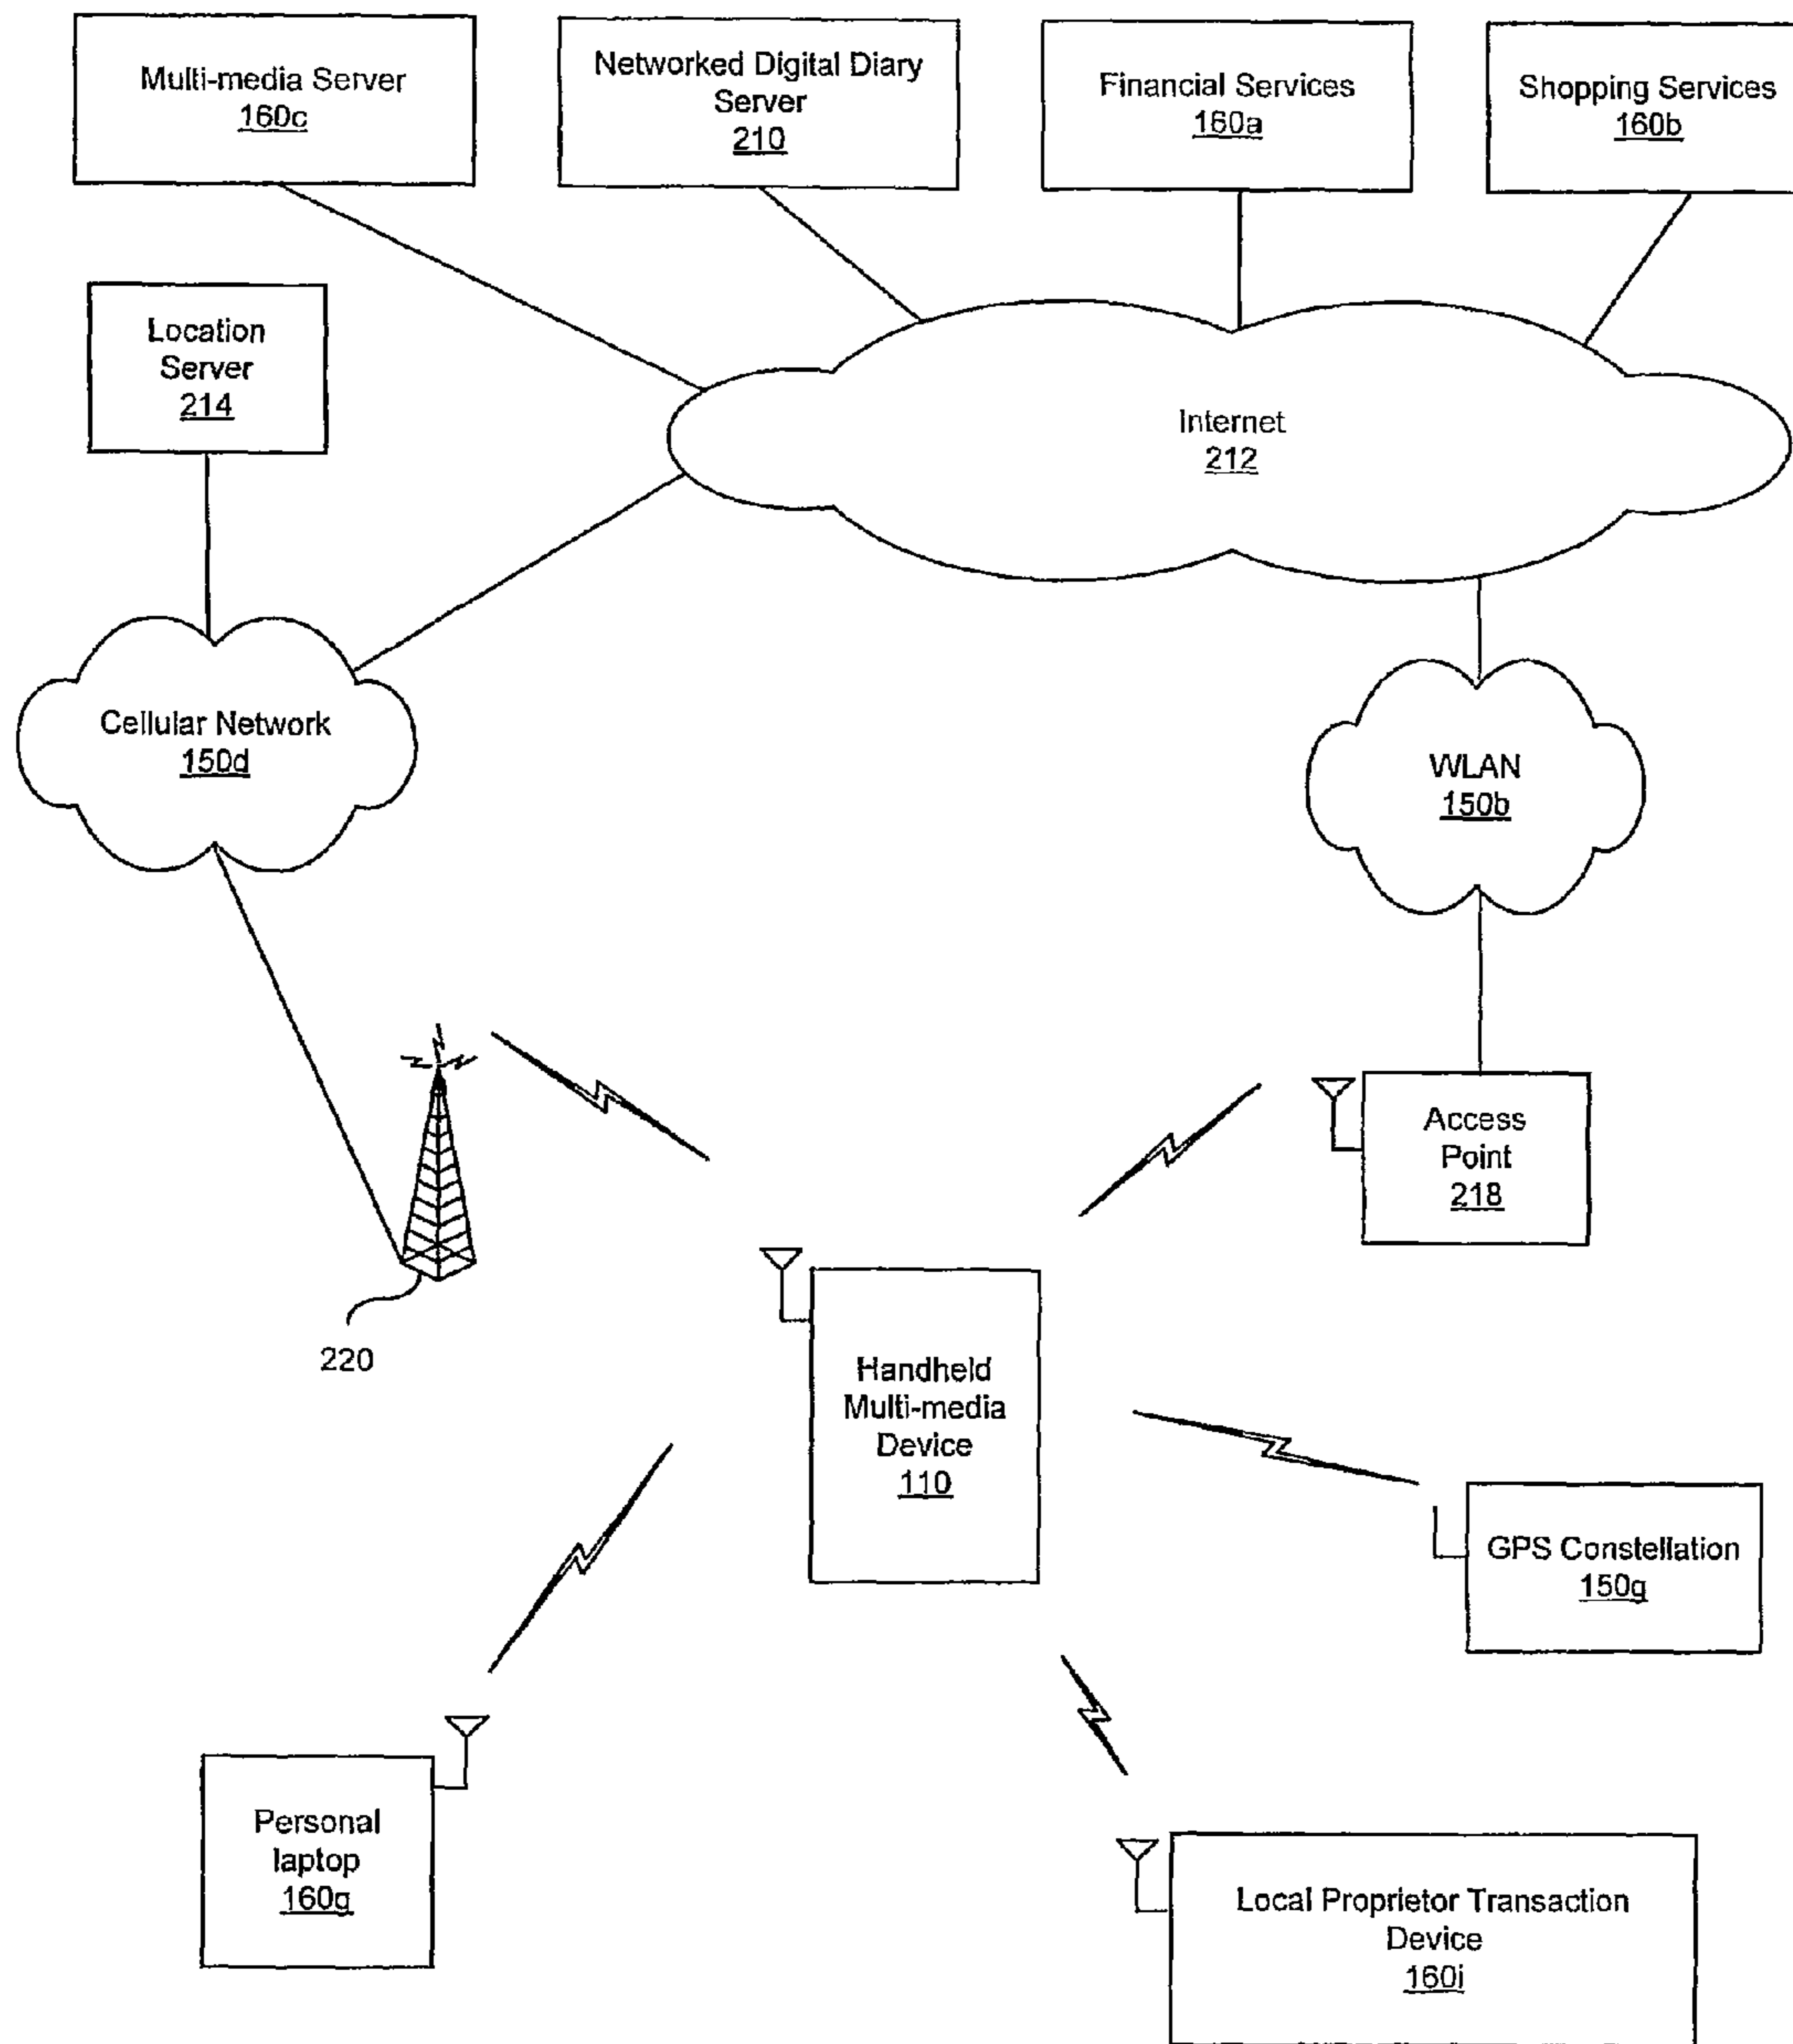 Multi-media Server
160c
Networked Digital Diary
Server
210
Financial Services
160a
Shopping Services
160b
Location
Server
214
Internet
212
Cellular Network
150d
WLAN
150b
Access
Point
218
220
Handheld
Multi-media
Device
110
GPS Constellation
150g
Personal
laptop
160g
Local Proprietor Transaction
Device
160i